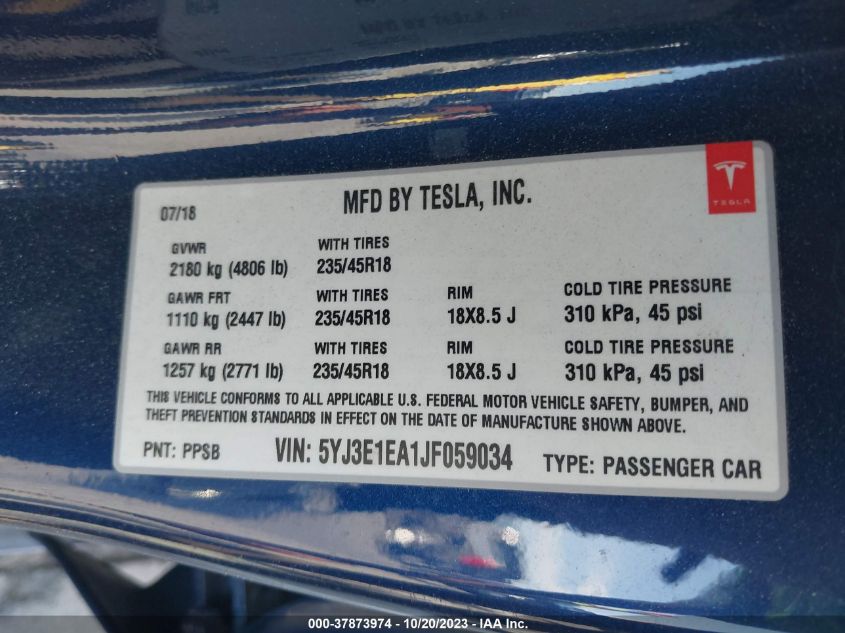 07/18
MFD BY TESLA, INC.
TESLA
GVWR
WITH TIRES
2180 kg (4806 lb)
235/45R18
GAWR FRT
WITH TIRES
RIM
COLD TIRE PRESSURE
1110 kg (2447 lb)
235/45R18
18X8.5 J
310 kPa, 45 psi
GAWR RR
WITH TIRES
RIM
COLD TIRE PRESSURE
1257 kg (2771 lb)
235/45R18
18X8.5 J
310 kPa, 45 psi
THIS VEHICLE CONFORMS TO ALL APPLICABLE U.S. FEDERAL MOTOR VEHICLE SAFETY, BUMPER, AND
THEFT PREVENTION STANDARDS IN EFFECT ON THE DATE OF MANUFACTURE SHOWN ABOVE.
PNT: PPSB
VIN: 5YJ3E1EA1JF059034
TYPE: PASSENGER CAR
000-37873974 - 10/20/2023 - IAA Inc.